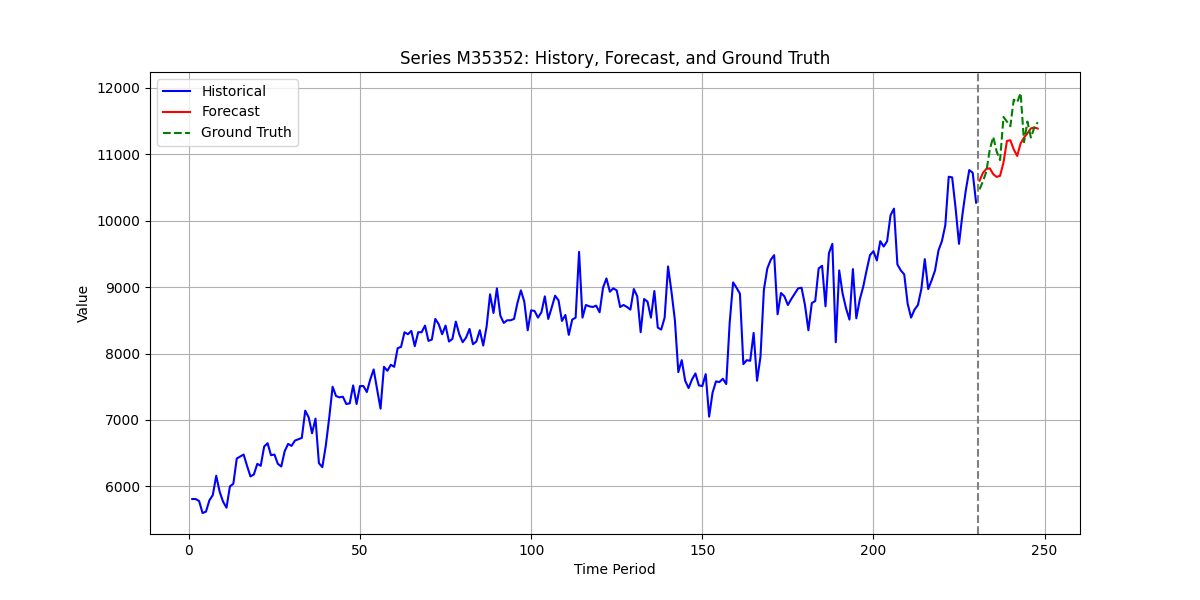 Series M35352: History, Forecast, and Ground Truth
Historical
Forecast
Ground Truth
12000
11000
10000
9000
8000
7000
6000
Value
0 50 100 150 200 250
Time Period